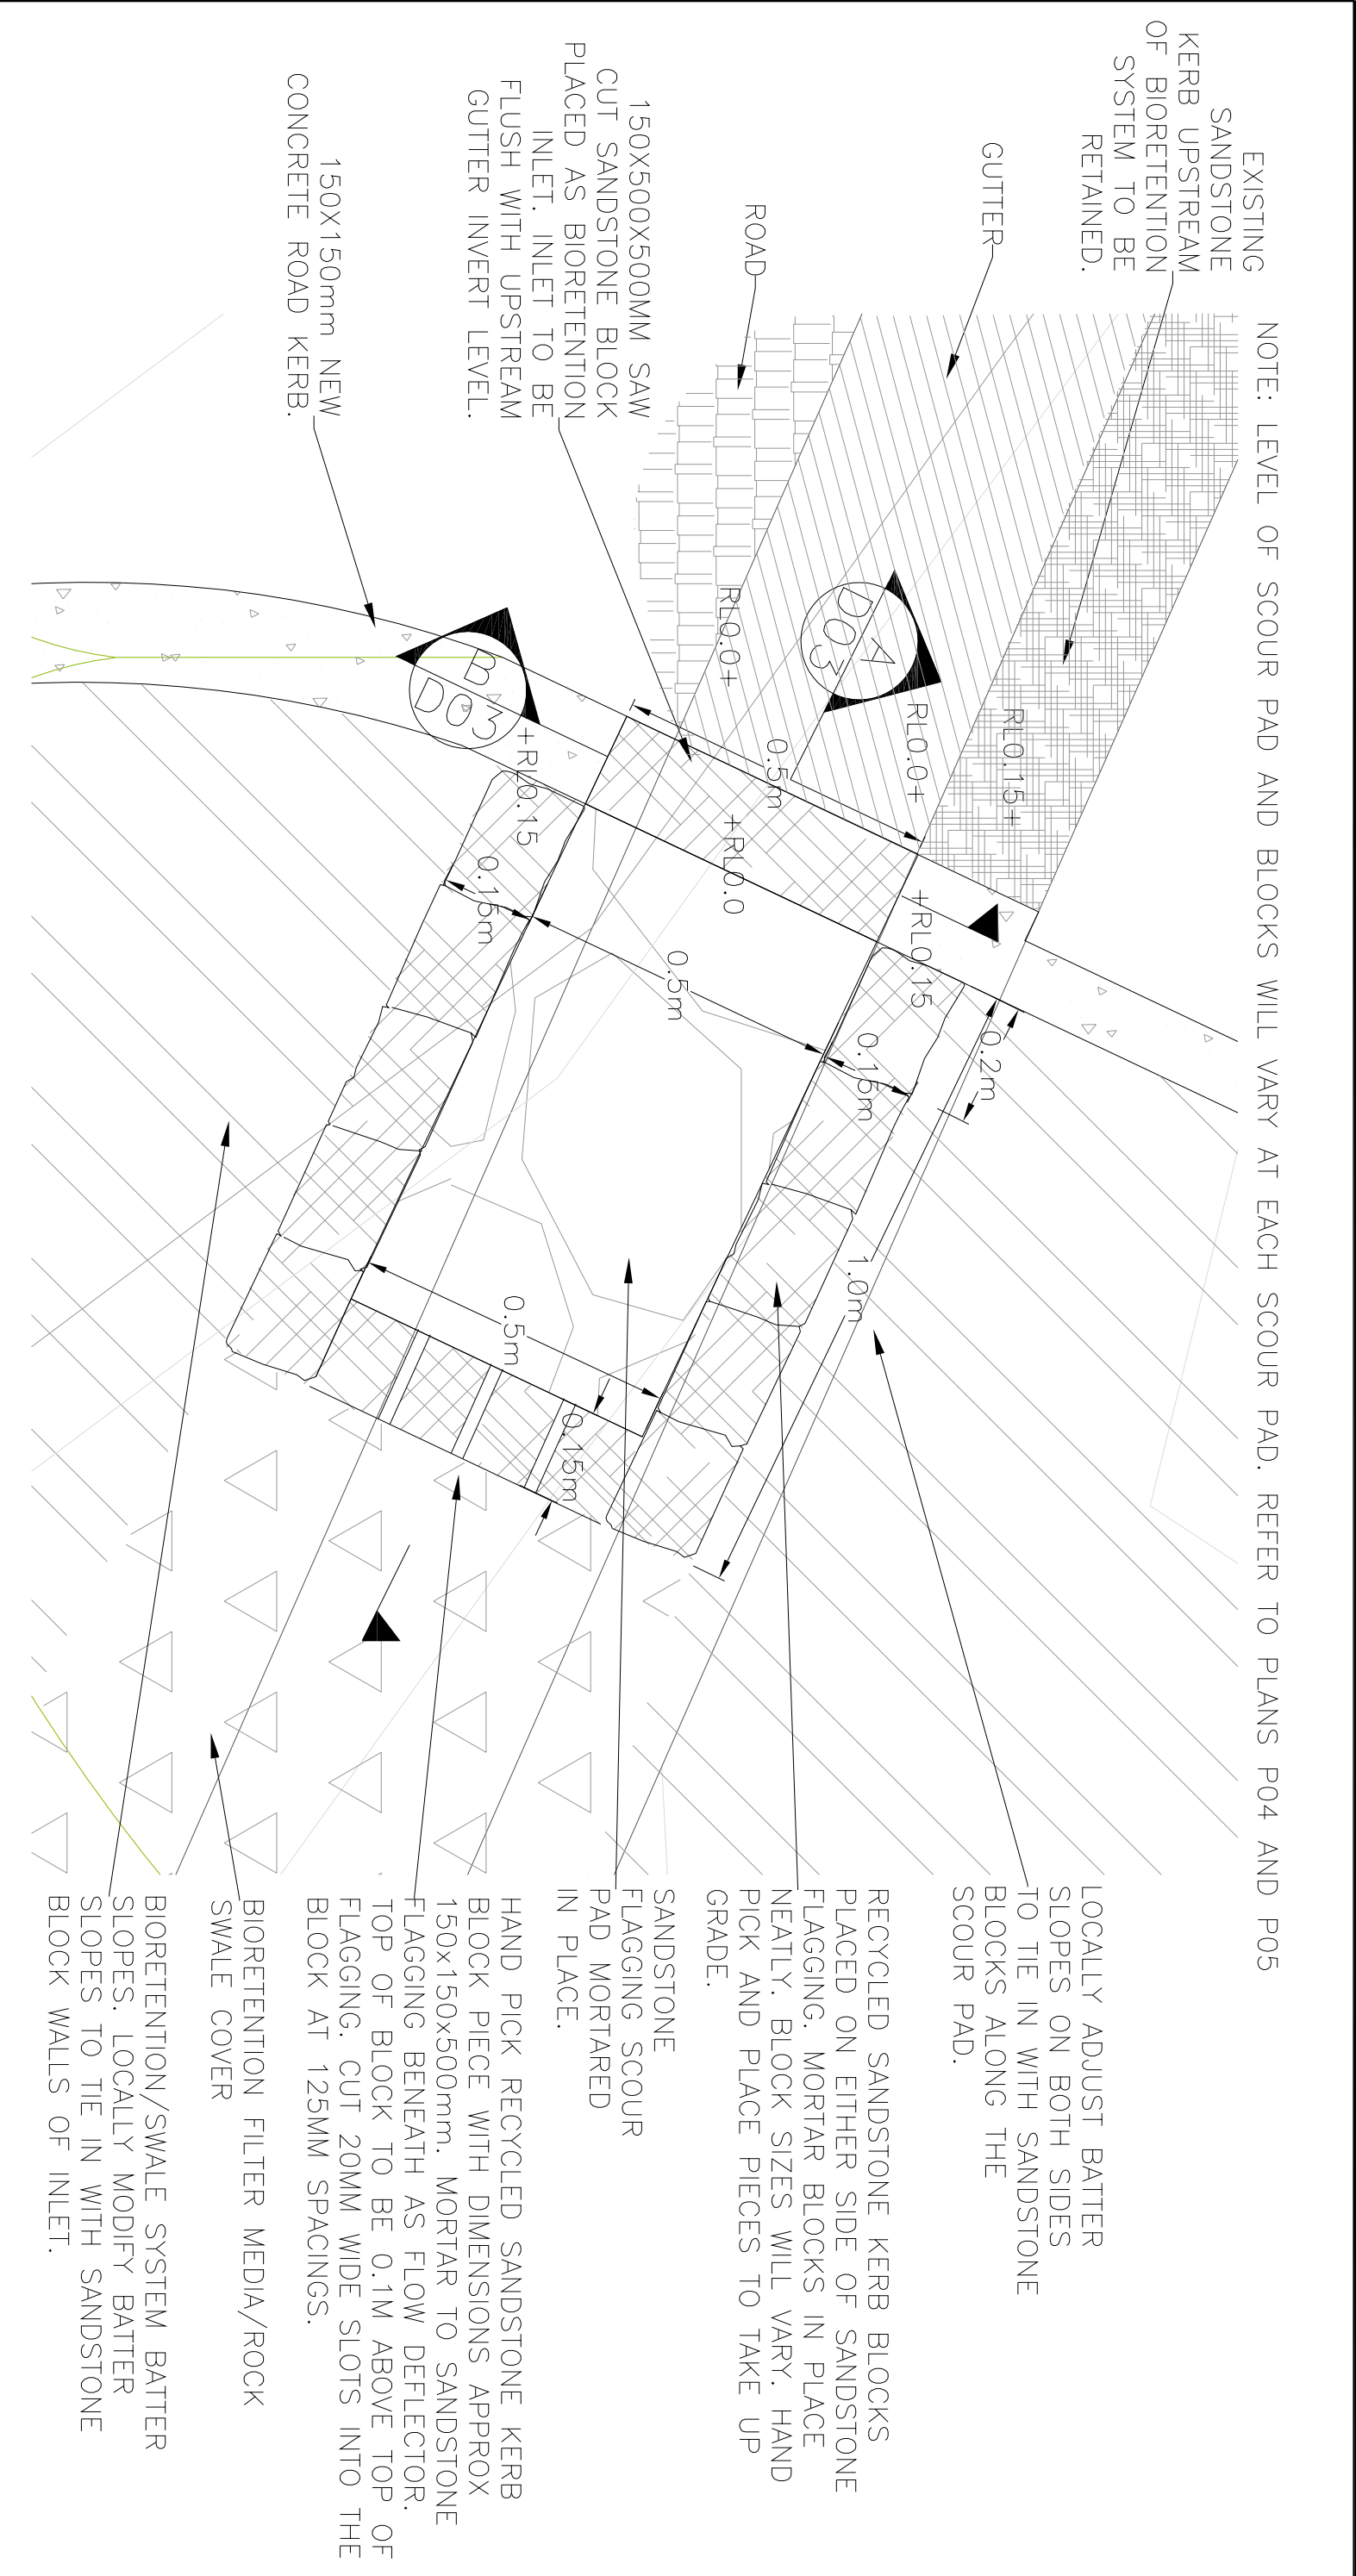 NOTE: LEVEL OF SCOUR PAD AND BLOCKS WILL VARY AT EACH SCOUR PAD. REFER TO PLANS P04 AND P05
EXISTING
SANDSTONE
KERB UPSTREAM
OF BIORETENTION
SYSTEM TO BE
RETAINED.
GUTTER
ROAD
150X500X500MM SAW
CUT SANDSTONE BLOCK
PLACED AS BIORETENTION
INLET. INLET TO BE
FLUSH WITH UPSTREAM
GUTTER INVERT LEVEL.
150X150mm NEW
CONCRETE ROAD KERB.
RL0.15+
RL0.0+
RL0.0+
A
D03
B
D03
0.5m
+RL0.0
+RL0.15
+RL0.15
0.15m
0.5m
0.15m
0.2m
1.0m
0.5m
0.15m
LOCALLY ADJUST BATTER
SLOPES ON BOTH SIDES
TO TIE IN WITH SANDSTONE
BLOCKS ALONG THE
SCOUR PAD.
RECYCLED SANDSTONE KERB BLOCKS
PLACED ON EITHER SIDE OF SANDSTONE
FLAGGING. MORTAR BLOCKS IN PLACE
NEATLY. BLOCK SIZES WILL VARY. HAND
PICK AND PLACE PIECES TO TAKE UP
GRADE.
SANDSTONE
FLAGGING SCOUR
PAD MORTARED
IN PLACE.
HAND PICK RECYCLED SANDSTONE KERB
BLOCK PIECE WITH DIMENSIONS APPROX
150x150x500mm. MORTAR TO SANDSTONE
FLAGGING BENEATH AS FLOW DEFLECTOR.
TOP OF BLOCK TO BE 0.1M ABOVE TOP OF
FLAGGING. CUT 20MM WIDE SLOTS INTO THE
BLOCK AT 125MM SPACINGS.
BIORETENTION FILTER MEDIA/ROCK
SWALE COVER
BIORETENTION/SWALE SYSTEM BATTER
SLOPES. LOCALLY MODIFY BATTER
SLOPES TO TIE IN WITH SANDSTONE
BLOCK WALLS OF INLET.